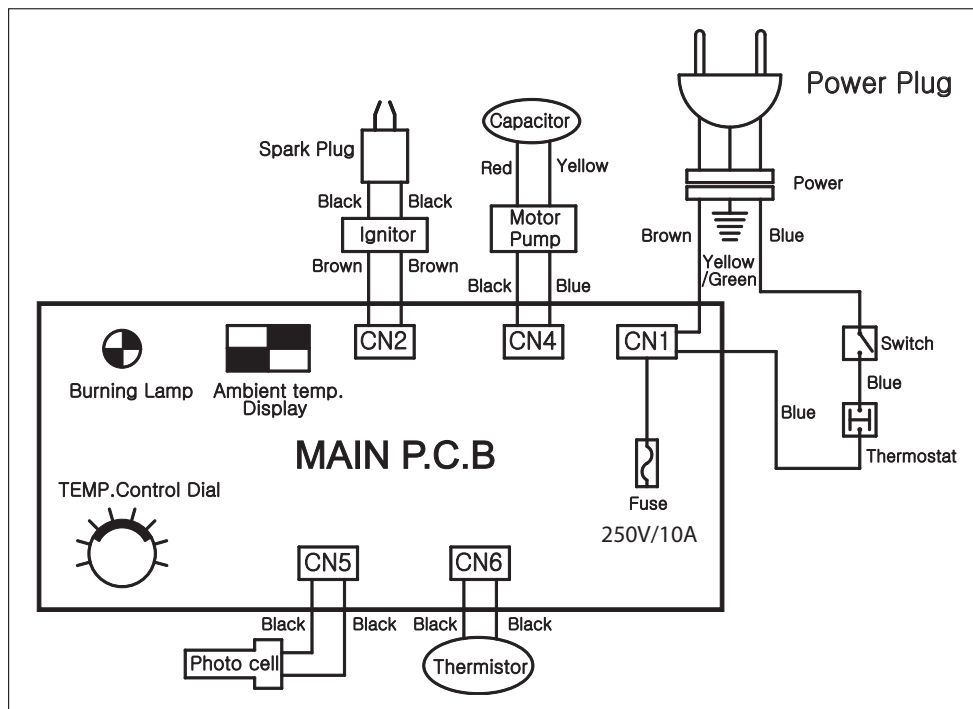 Power Plug
Capacitor
Spark Plug
Red
Yellow
Power
Black
Black
Ignitor
Motor
Pump
Brown
Blue
Brown
Brown
Yellow
/Green
Black
Blue
CN2
CN4
CN1
Switch
Burning Lamp
Ambient temp.
Display
Blue
Blue
MAIN P.C.B
Thermostat
TEMP.Control Dial
Fuse
250V/10A
CN5
CN6
Black
Black
Black
Black
Photo cell
Thermistor